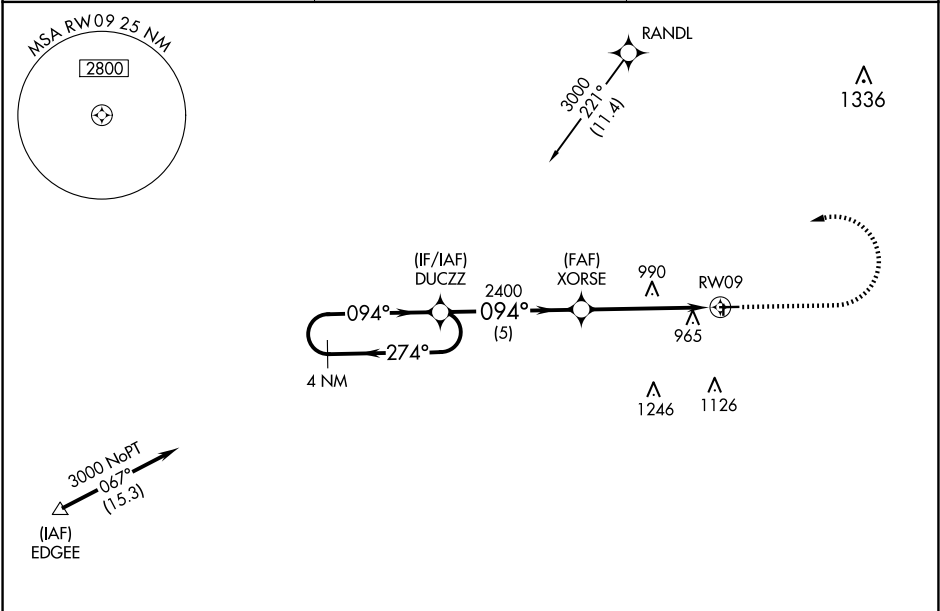 MSA RW09 25 NM
2800
RANDL
3000
221°
(11.4)
1336
(IF/IAF)
DUCZZ
(FAF)
XORSE
990
RW09
094°
2400
094°
(5)
965
274°
4 NM
1246
1126
3000 NoPT
067°
(15.3)
(IAF)
EDGEE